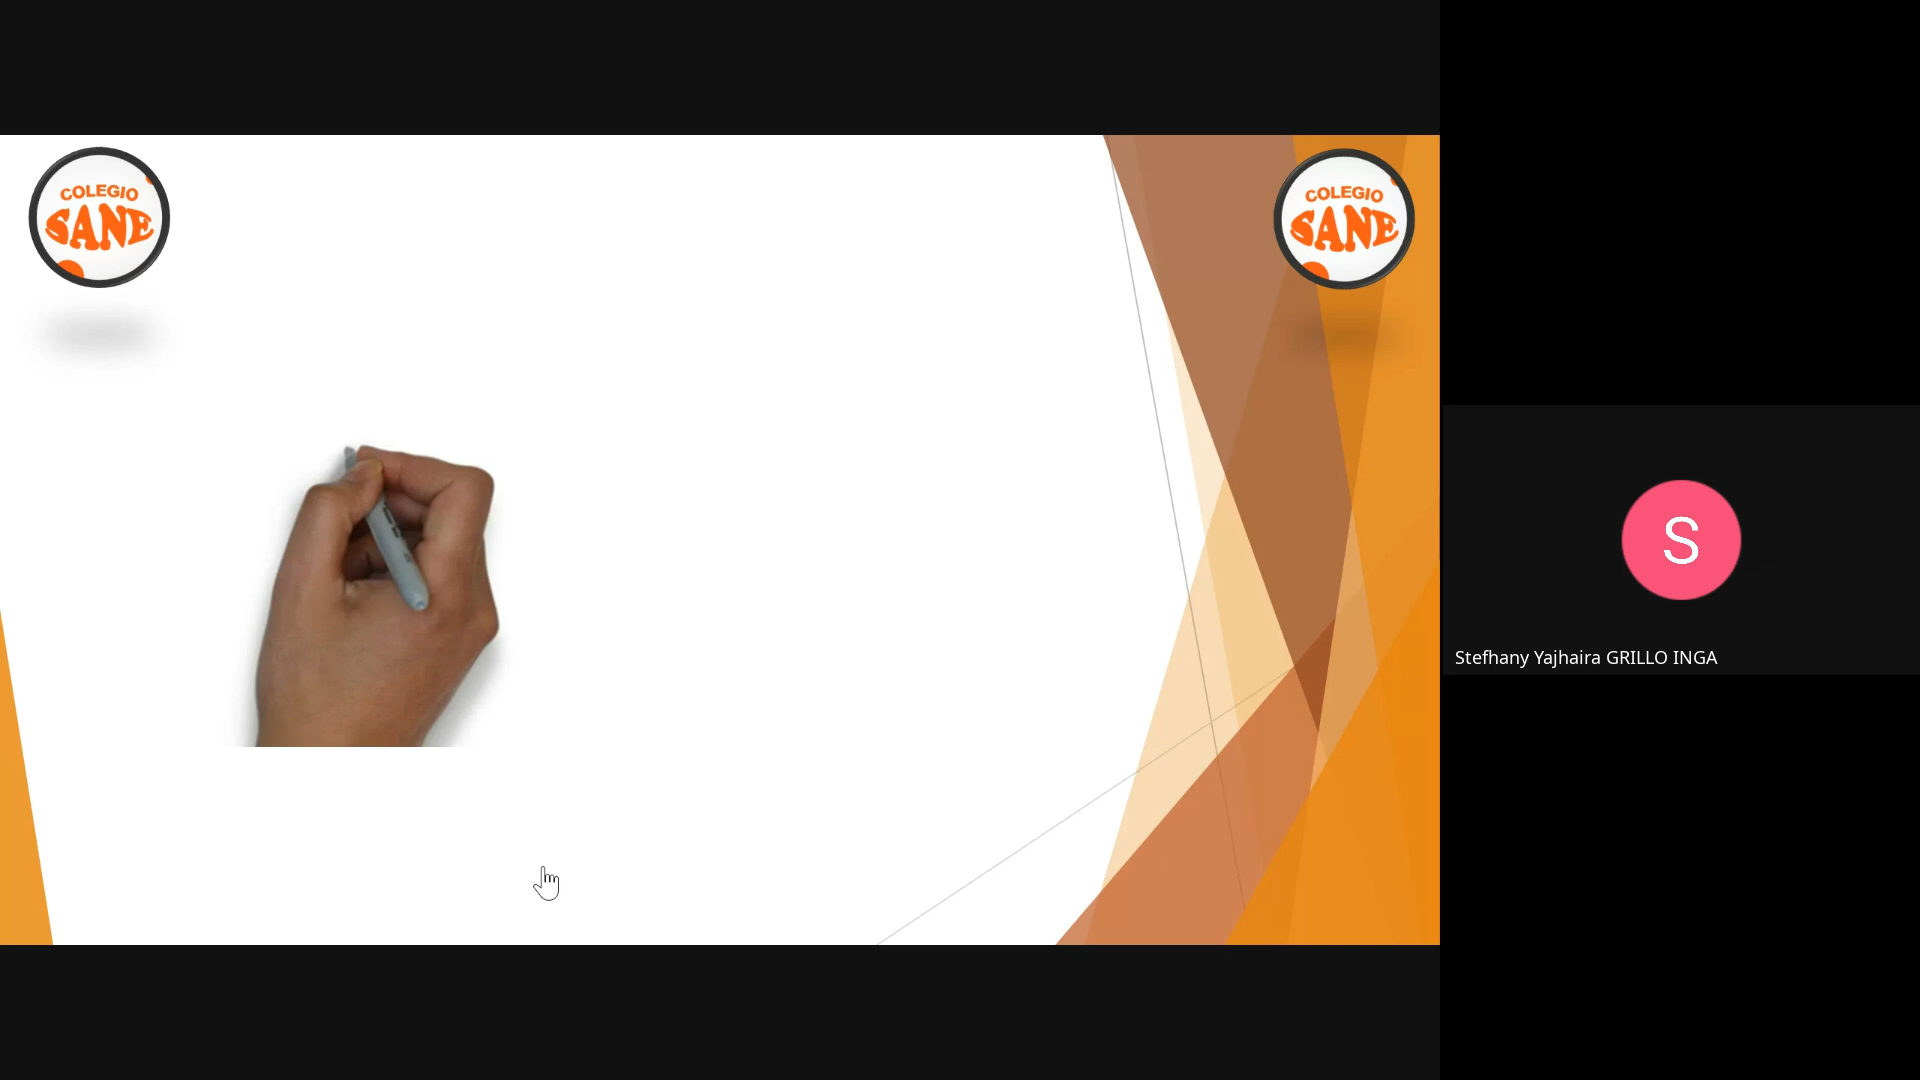 COLEGIO
SANE
COLEGIO
SANE
S
Stefhany Yajhaira GRILLO INGA